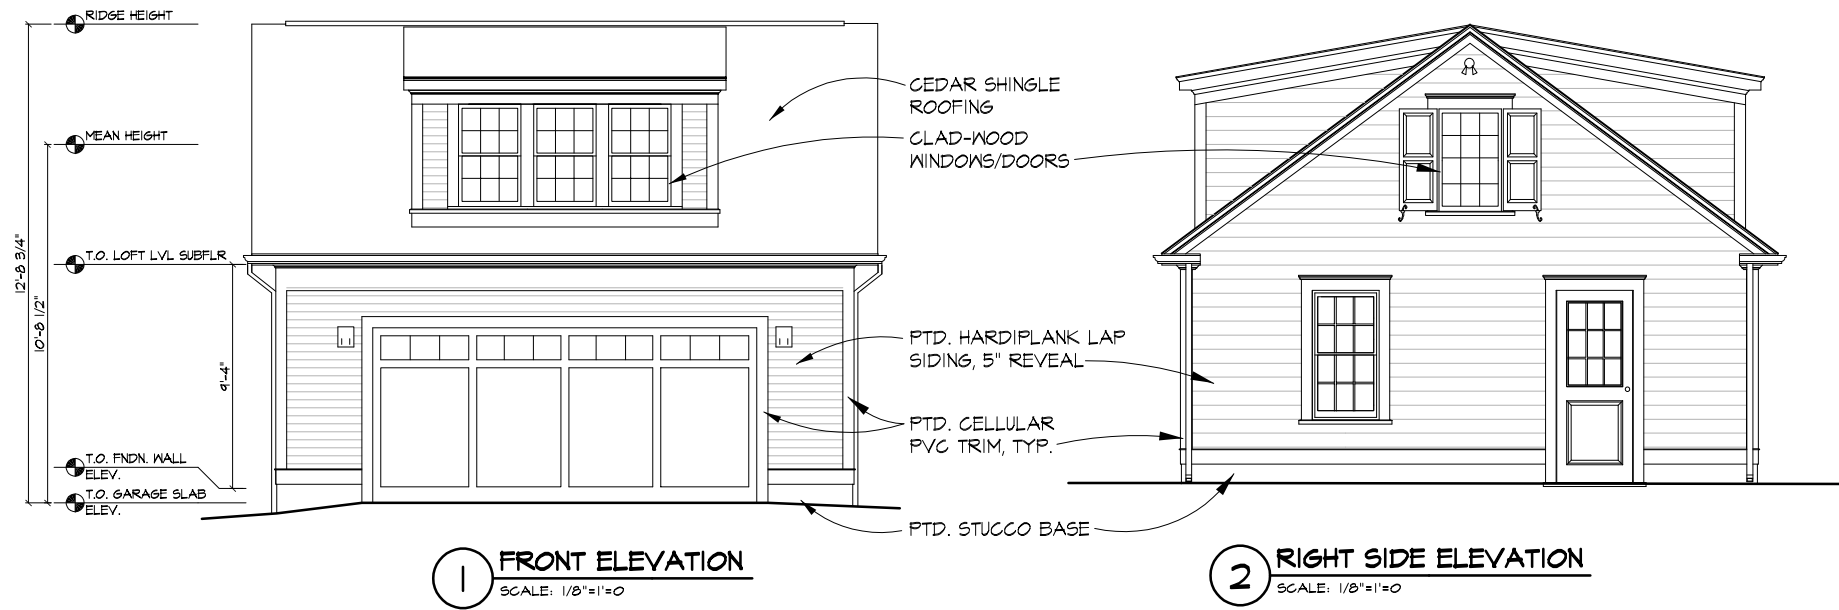 RIDGE HEIGHT
MEAN HEIGHT
T.O. LOFT LVL SUBFLR
T.O. FNDN. WALL
ELEV.
T.O. GARAGE SLAB
ELEV.
12'-8 3/4"
10'-8 1/2"
9'-4"
CEDAR SHINGLE
ROOFING
CLAD-WOOD
WINDOWS/DOORS
PTD. HARDIPLANK LAP
SIDING, 5" REVEAL
PTD. CELLULAR
PVC TRIM, TYP.
PTD. STUCCO BASE
1 FRONT ELEVATION
SCALE: 1/8"=1'=0
2 RIGHT SIDE ELEVATION
SCALE: 1/8"=1'=0